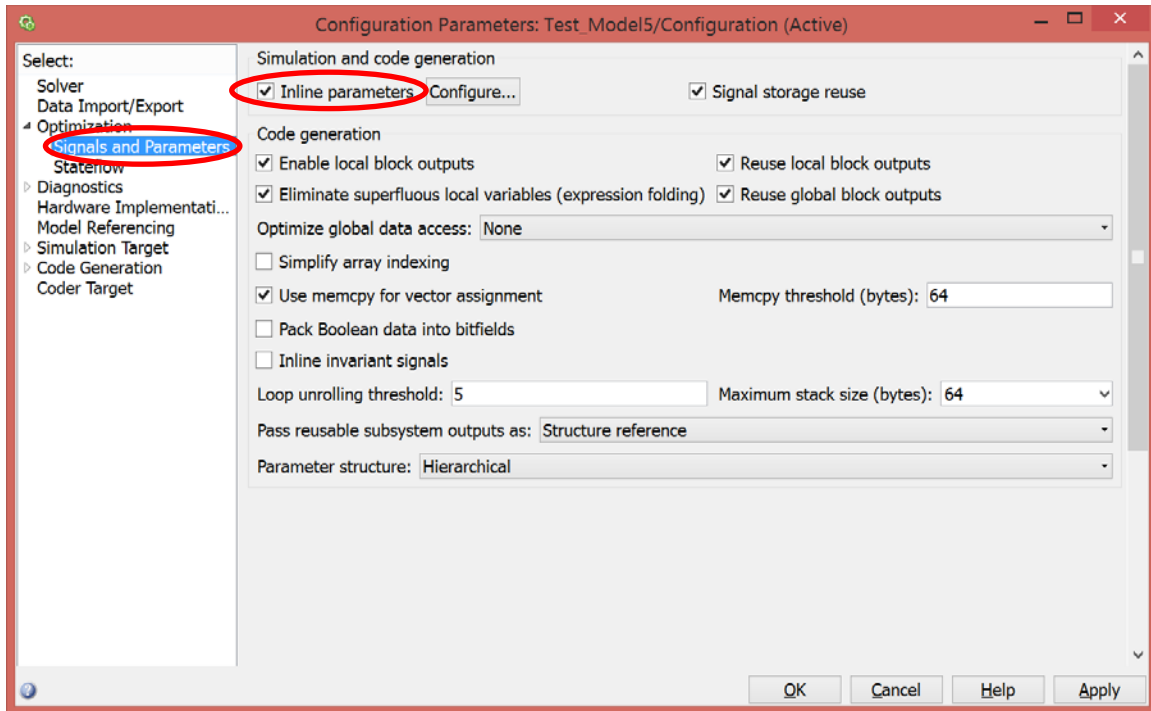 Configuration Parameters: Test_Model5/Configuration (Active)
Select:
Solver
Data Import/Export
Optimization
Signals and Parameters
Stateflow
Diagnostics
Hardware Implementati...
Model Referencing
Simulation Target
Code Generation
Coder Target
Simulation and code generation
Inline parameters Configure... Signal storage reuse
Code generation
Enable local block outputs Reuse local block outputs
Eliminate superfluous local variables (expression folding) Reuse global block outputs
Optimize global data access: None
Simplify array indexing
Use memcpy for vector assignment Memcpy threshold (bytes): 64
Pack Boolean data into bitfields
Inline invariant signals
Loop unrolling threshold: 5 Maximum stack size (bytes): 64
Pass reusable subsystem outputs as: Structure reference
Parameter structure: Hierarchical
OK Cancel Help Apply